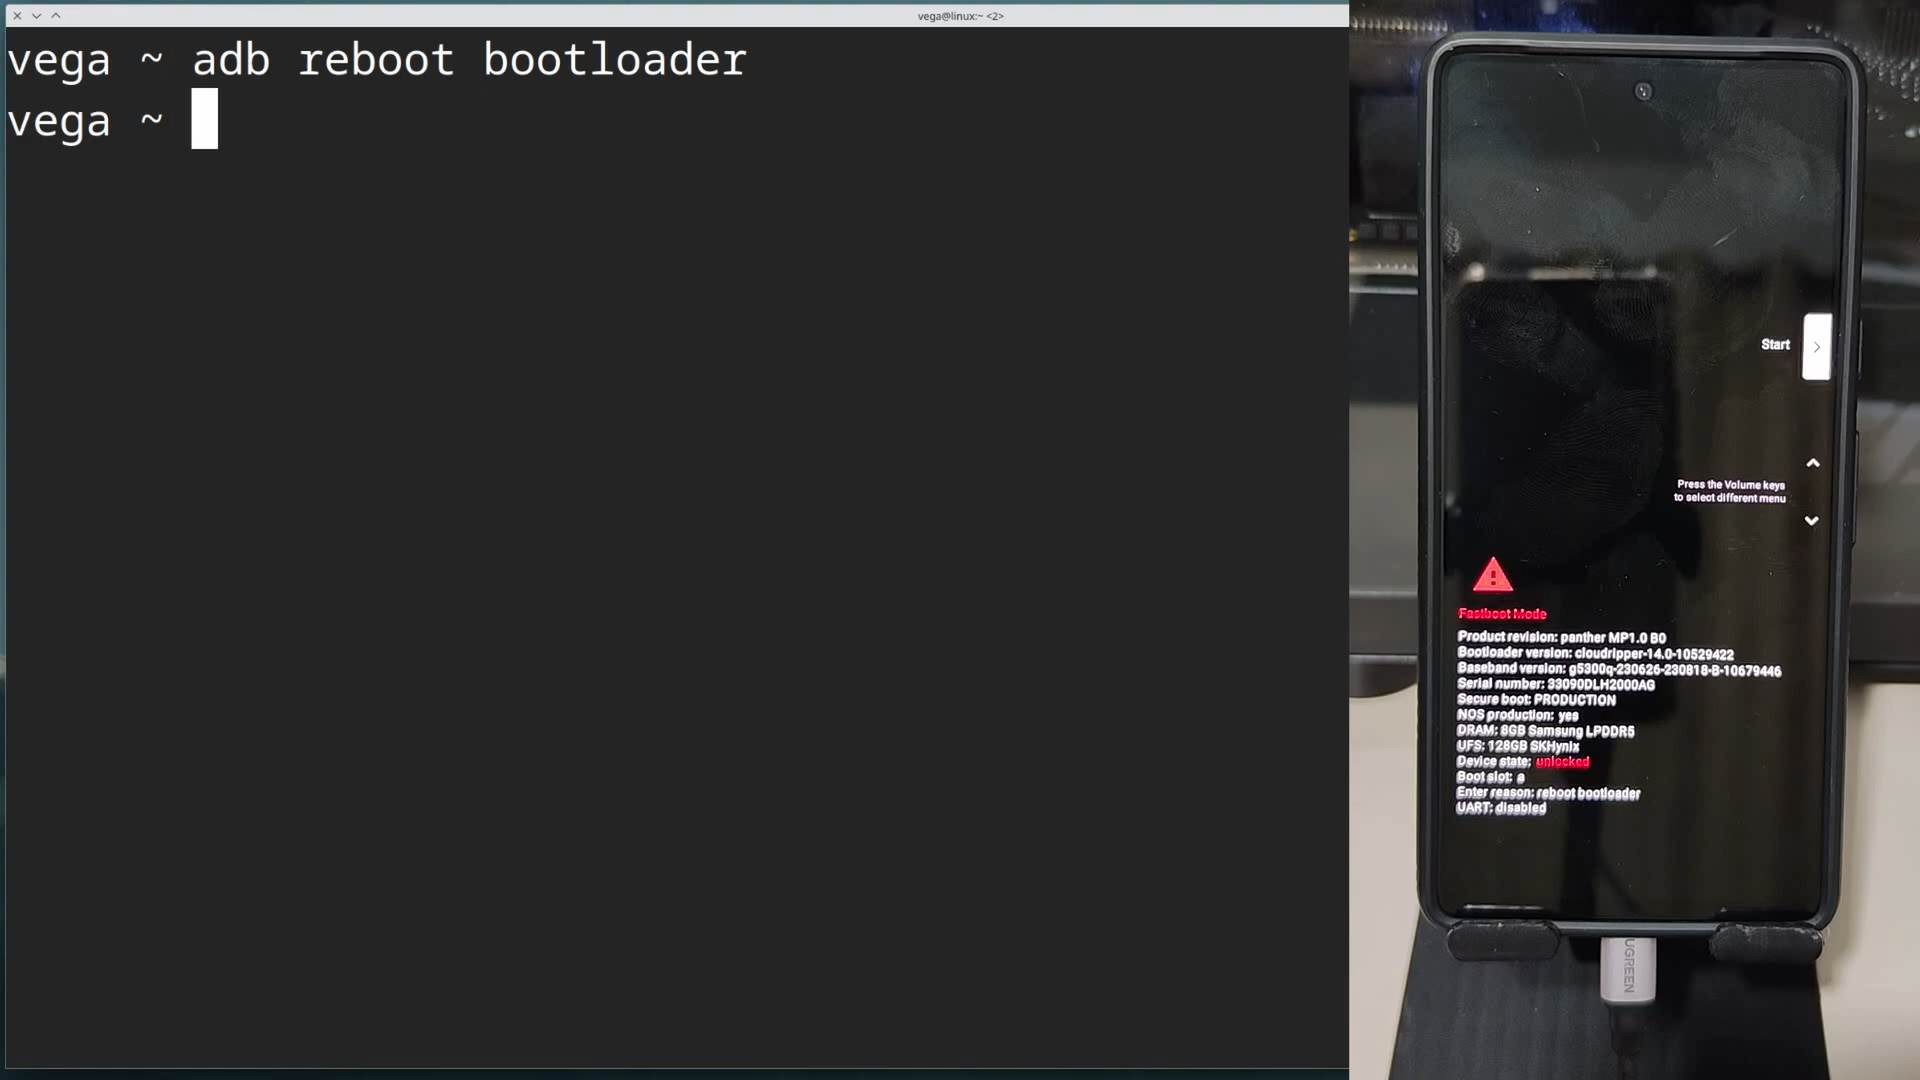 vega@linux:~ <2>
vega ~ adb reboot bootloader
vega ~
Start
Press the Volume keys
to select different menu
Fastboot Mode
Product revision: panther MP1.0 B0
Bootloader version: cloudripper-14.0-10529422
Baseband version: g5300q-230626-230818-B-10679446
Serial number: 33090DLH2000AG
Secure boot: PRODUCTION
NOS production: yes
DRAM: 8GB Samsung LPDDR5
UFS: 128GB SKHynix
Device state: unlocked
Boot slot: a
Enter reason: reboot bootloader
UART: disabled
UGREEN